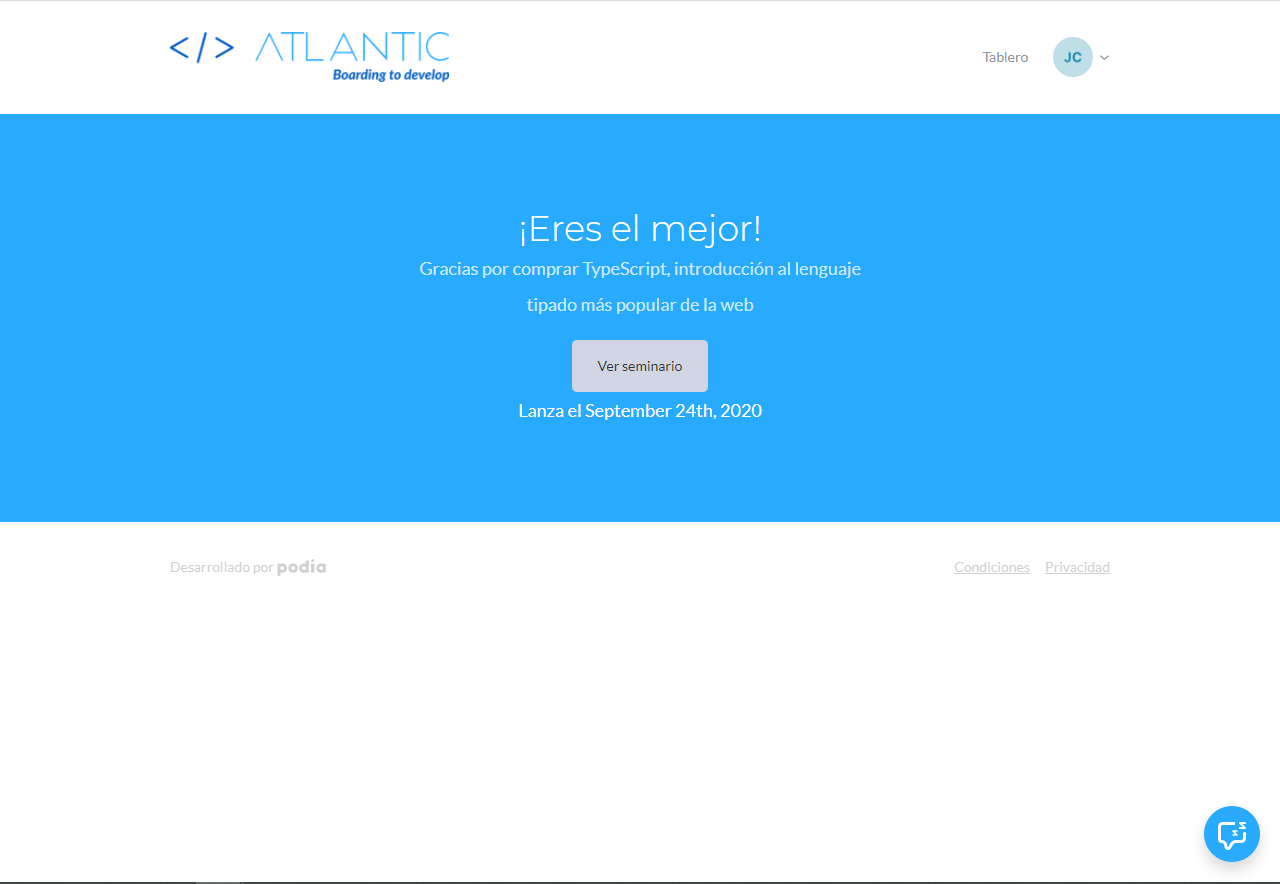 </> ATLANTIC
Boarding to develop
Tablero
JC
¡Eres el mejor!
Gracias por comprar TypeScript, introducción al lenguaje
tipado más popular de la web
Ver seminario
Lanza el September 24th, 2020
Desarrollado por podia
Condiciones
Privacidad